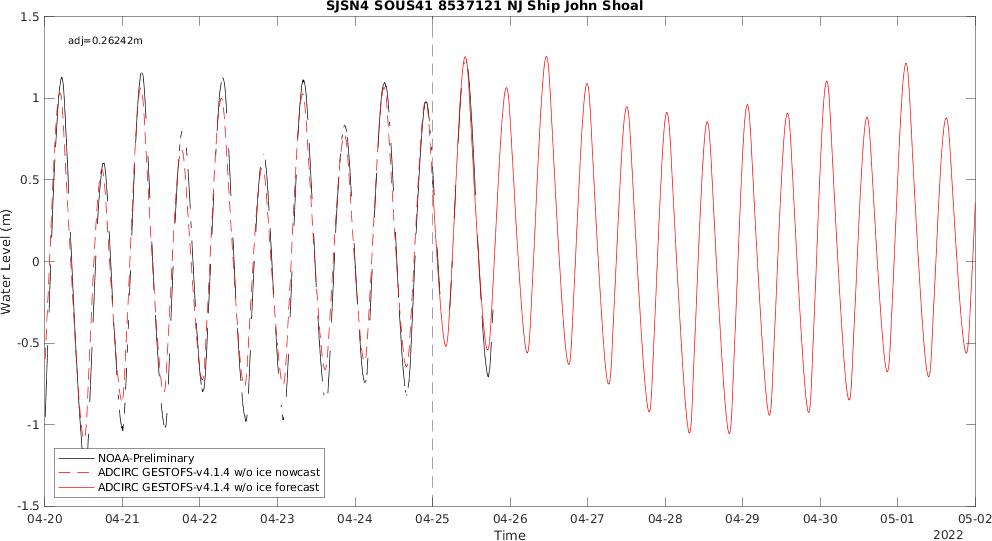 SJSN4 SOUS41 8537121 NJ Ship John Shoal
adj=0.26242m
1.5
1
0.5
0
-0.5
-1
-1.5
Water Level (m)
NOAA-Preliminary
ADCIRC GESTOFS-v4.1.4 w/o ice nowcast
ADCIRC GESTOFS-v4.1.4 w/o ice forecast
04-20 04-21 04-22 04-23 04-24 04-25 04-26 04-27 04-28 04-29 04-30 05-01 05-02
Time
2022